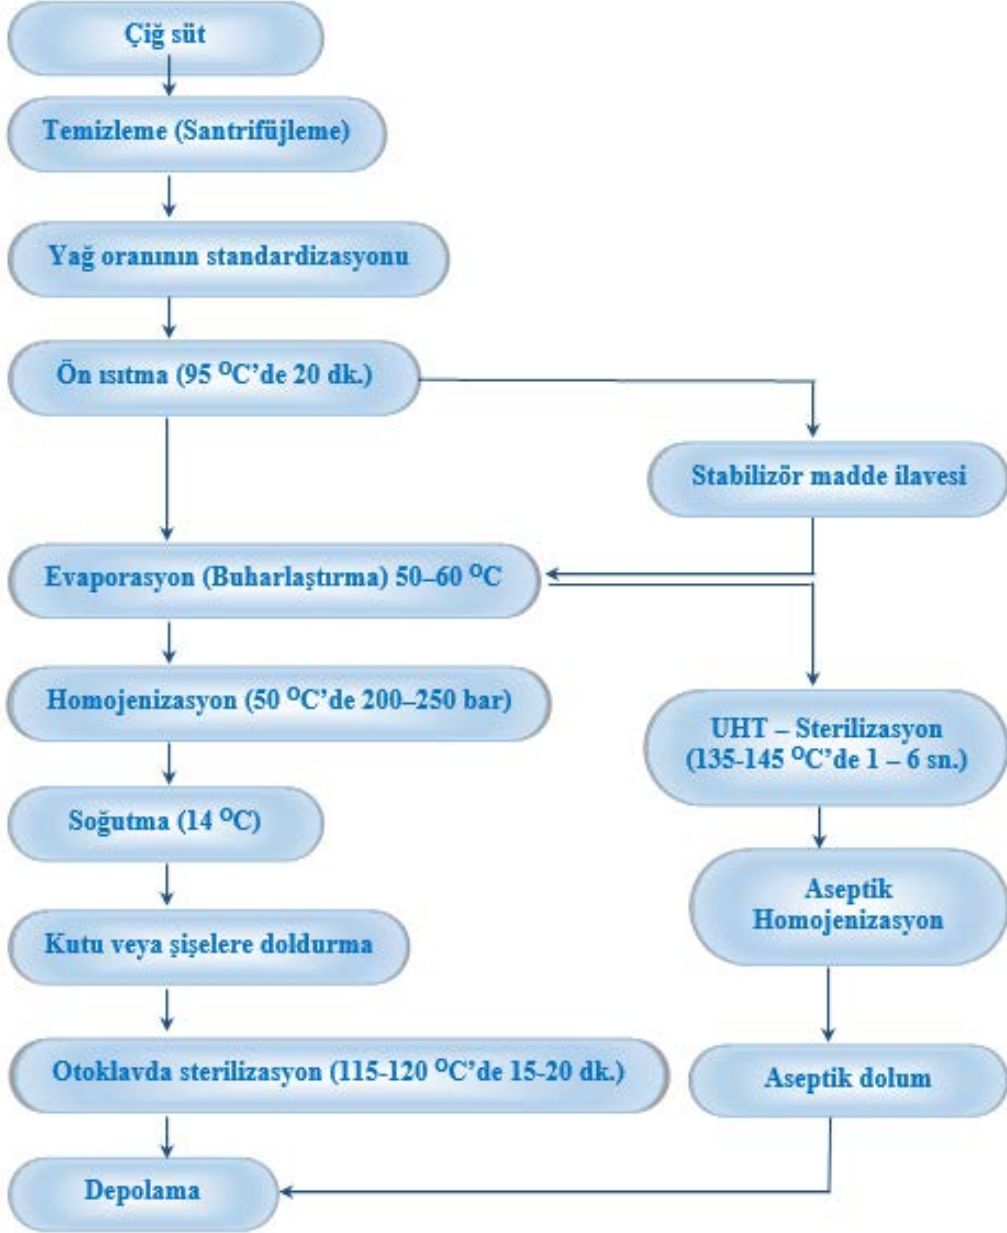 Çiğ süt
Temizleme (Santrifüjleme)
Yağ oranının standardizasyonu
Ön ısıtma (95 ºC’de 20 dk.)
Stabilizör madde ilavesi
Evaporasyon (Buharlaştırma) 50–60 ºC
Homojenizasyon (50 ºC’de 200–250 bar)
UHT – Sterilizasyon
(135-145 ºC’de 1 – 6 sn.)
Soğutma (14 ºC)
Aseptik
Homojenizasyon
Kutu veya şişelere doldurma
Otoklavda sterilizasyon (115-120 ºC’de 15-20 dk.)
Aseptik dolum
Depolama